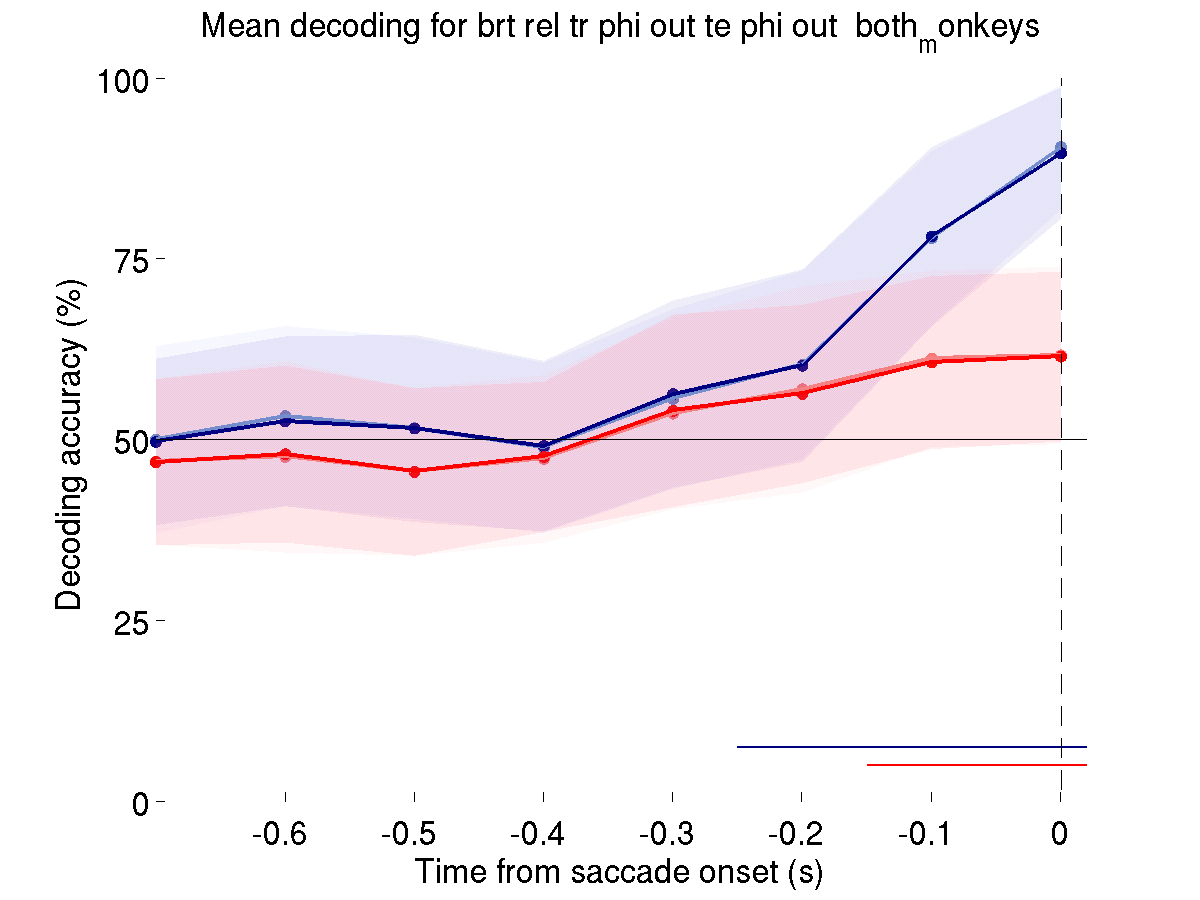 Mean decoding for brt rel tr phi out te phi out  both_monkeys
100
75
50
25
0
Decoding accuracy (%)
-0.6 -0.5 -0.4 -0.3 -0.2 -0.1 0
Time from saccade onset (s)